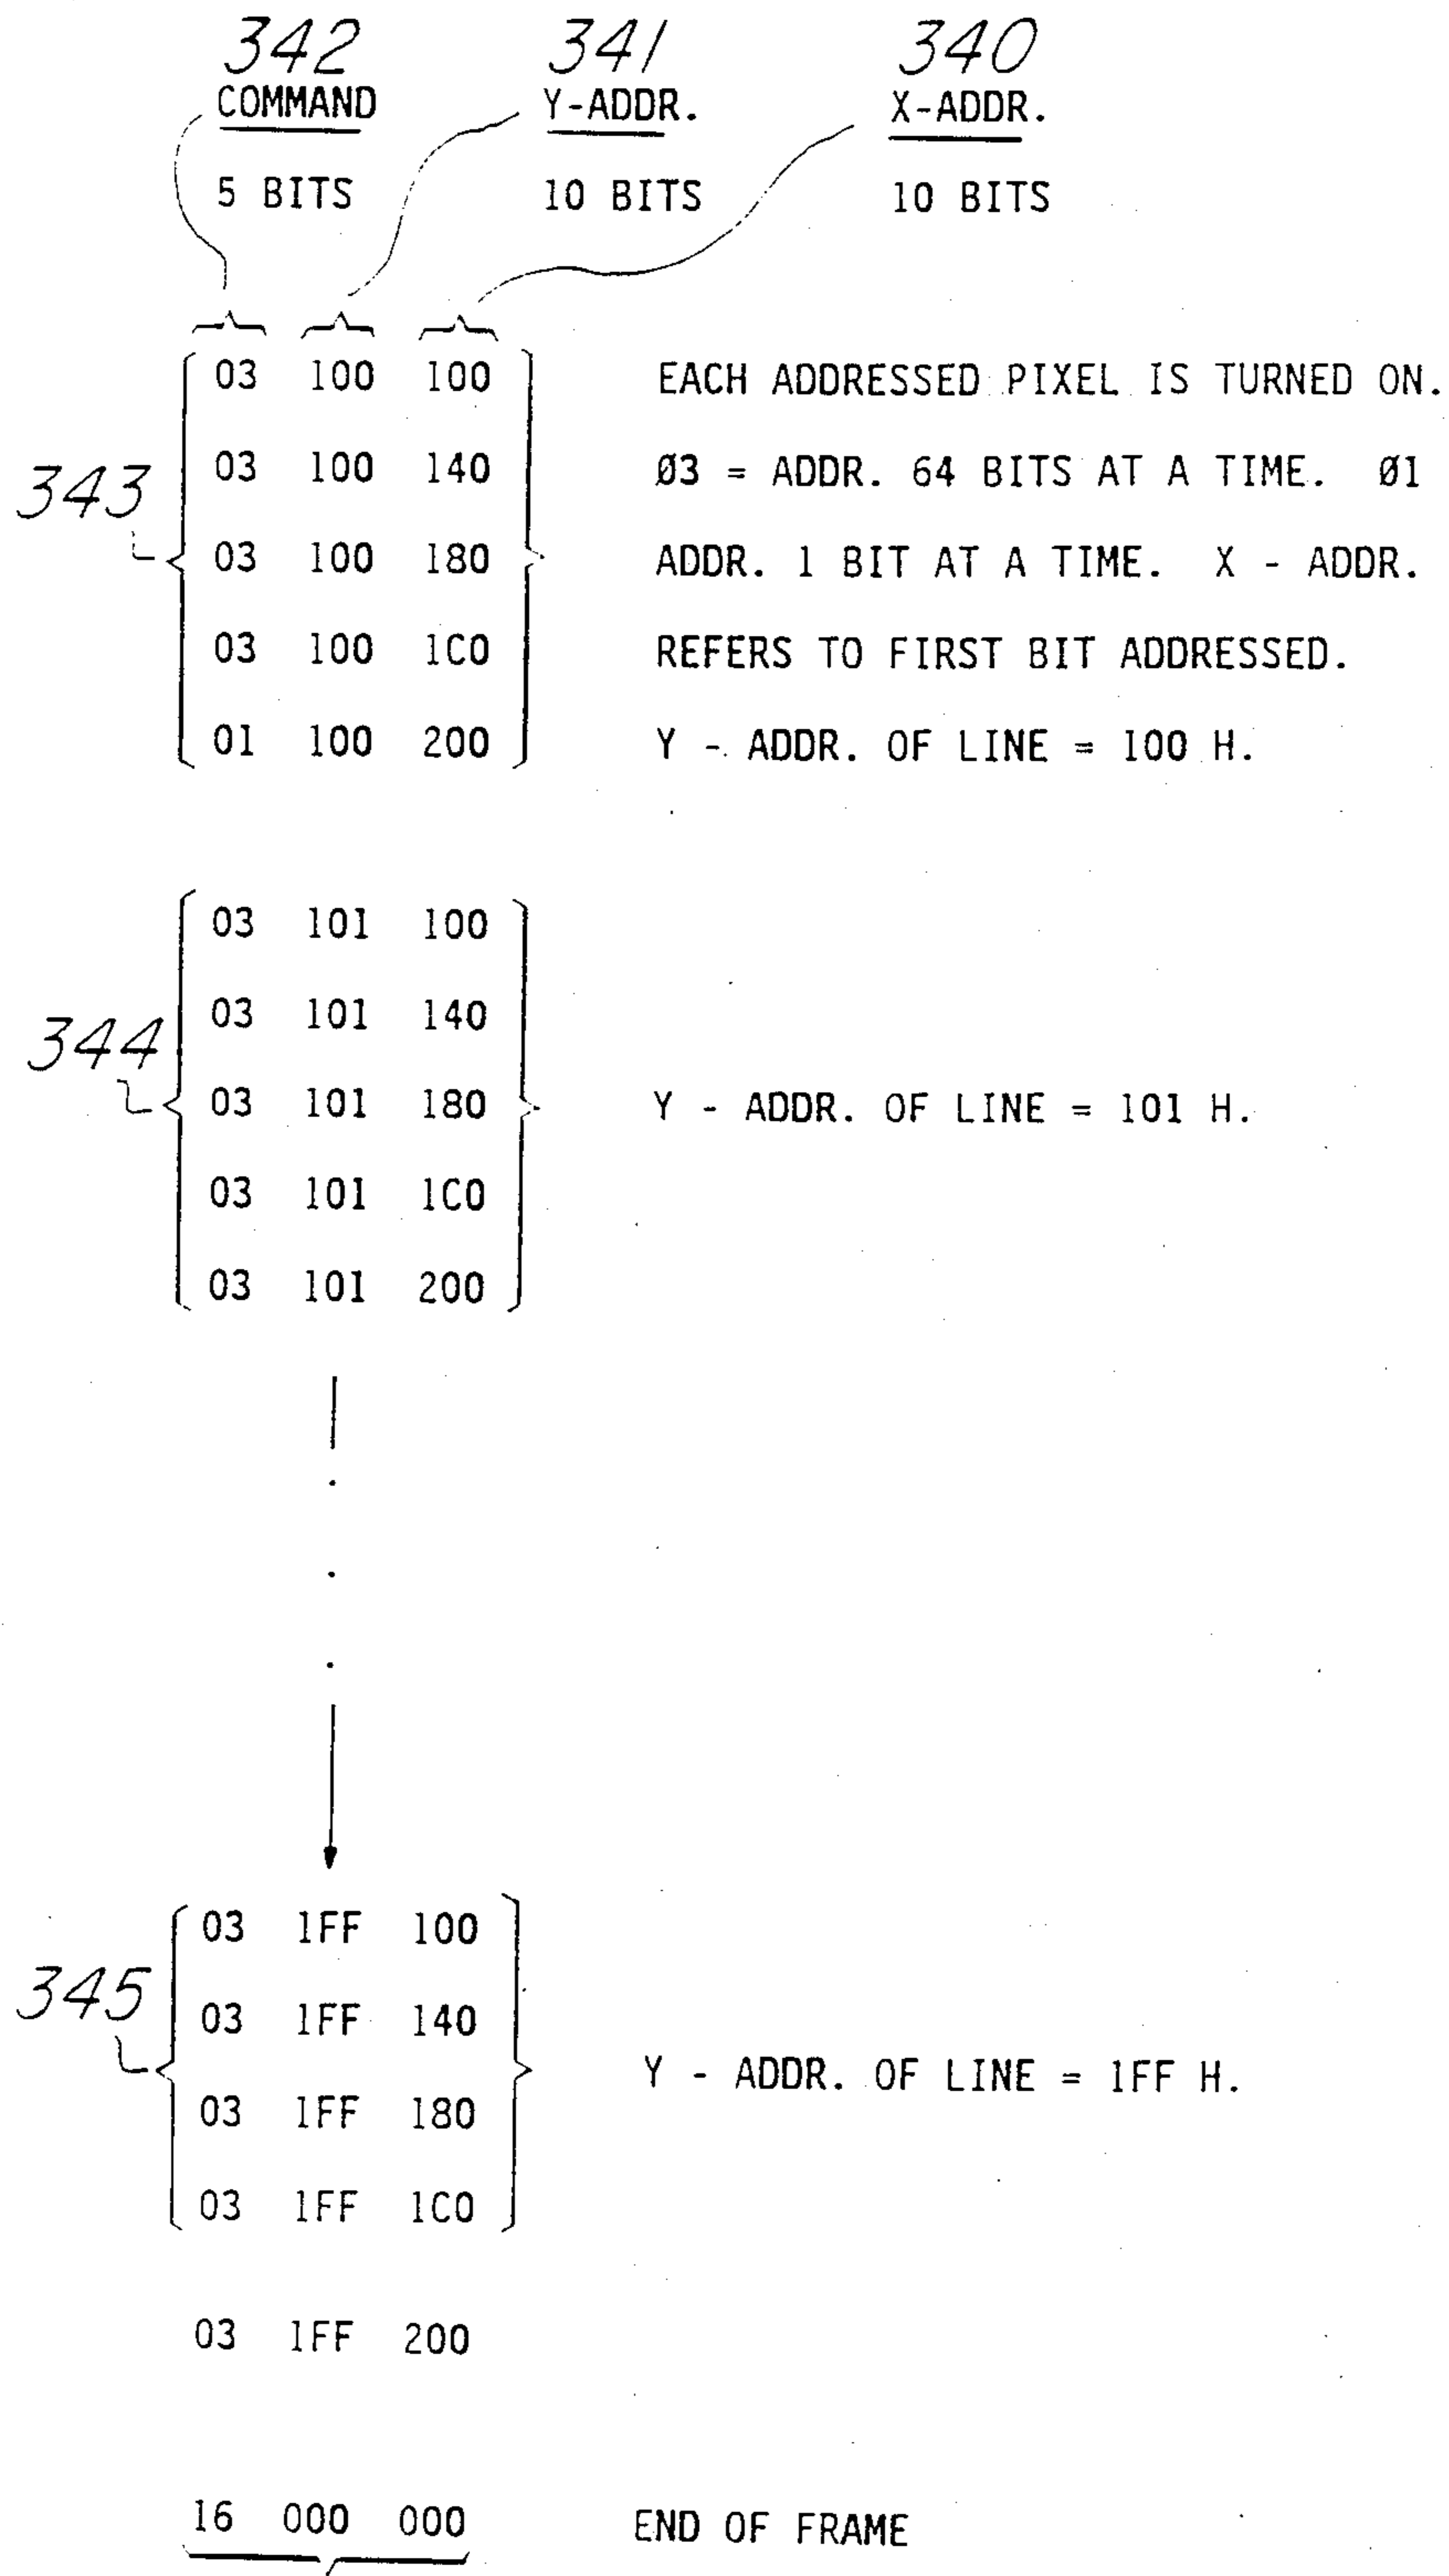 342 341 340
COMMAND Y-ADDR. X-ADDR.
5 BITS 10 BITS 10 BITS
03 100 100 EACH ADDRESSED PIXEL IS TURNED ON.
343 03 100 140 Ø3 = ADDR. 64 BITS AT A TIME. Ø1
03 100 180 ADDR. 1 BIT AT A TIME. X - ADDR.
03 100 1C0 REFERS TO FIRST BIT ADDRESSED.
01 100 200 Y - ADDR. OF LINE = 100 H.
03 101 100
03 101 140
344 03 101 180 Y - ADDR. OF LINE = 101 H.
03 101 1C0
03 101 200
03 1FF 100
345 03 1FF 140 Y - ADDR. OF LINE = 1FF H.
03 1FF 180
03 1FF 1C0
03 1FF 200
16 000 000 END OF FRAME